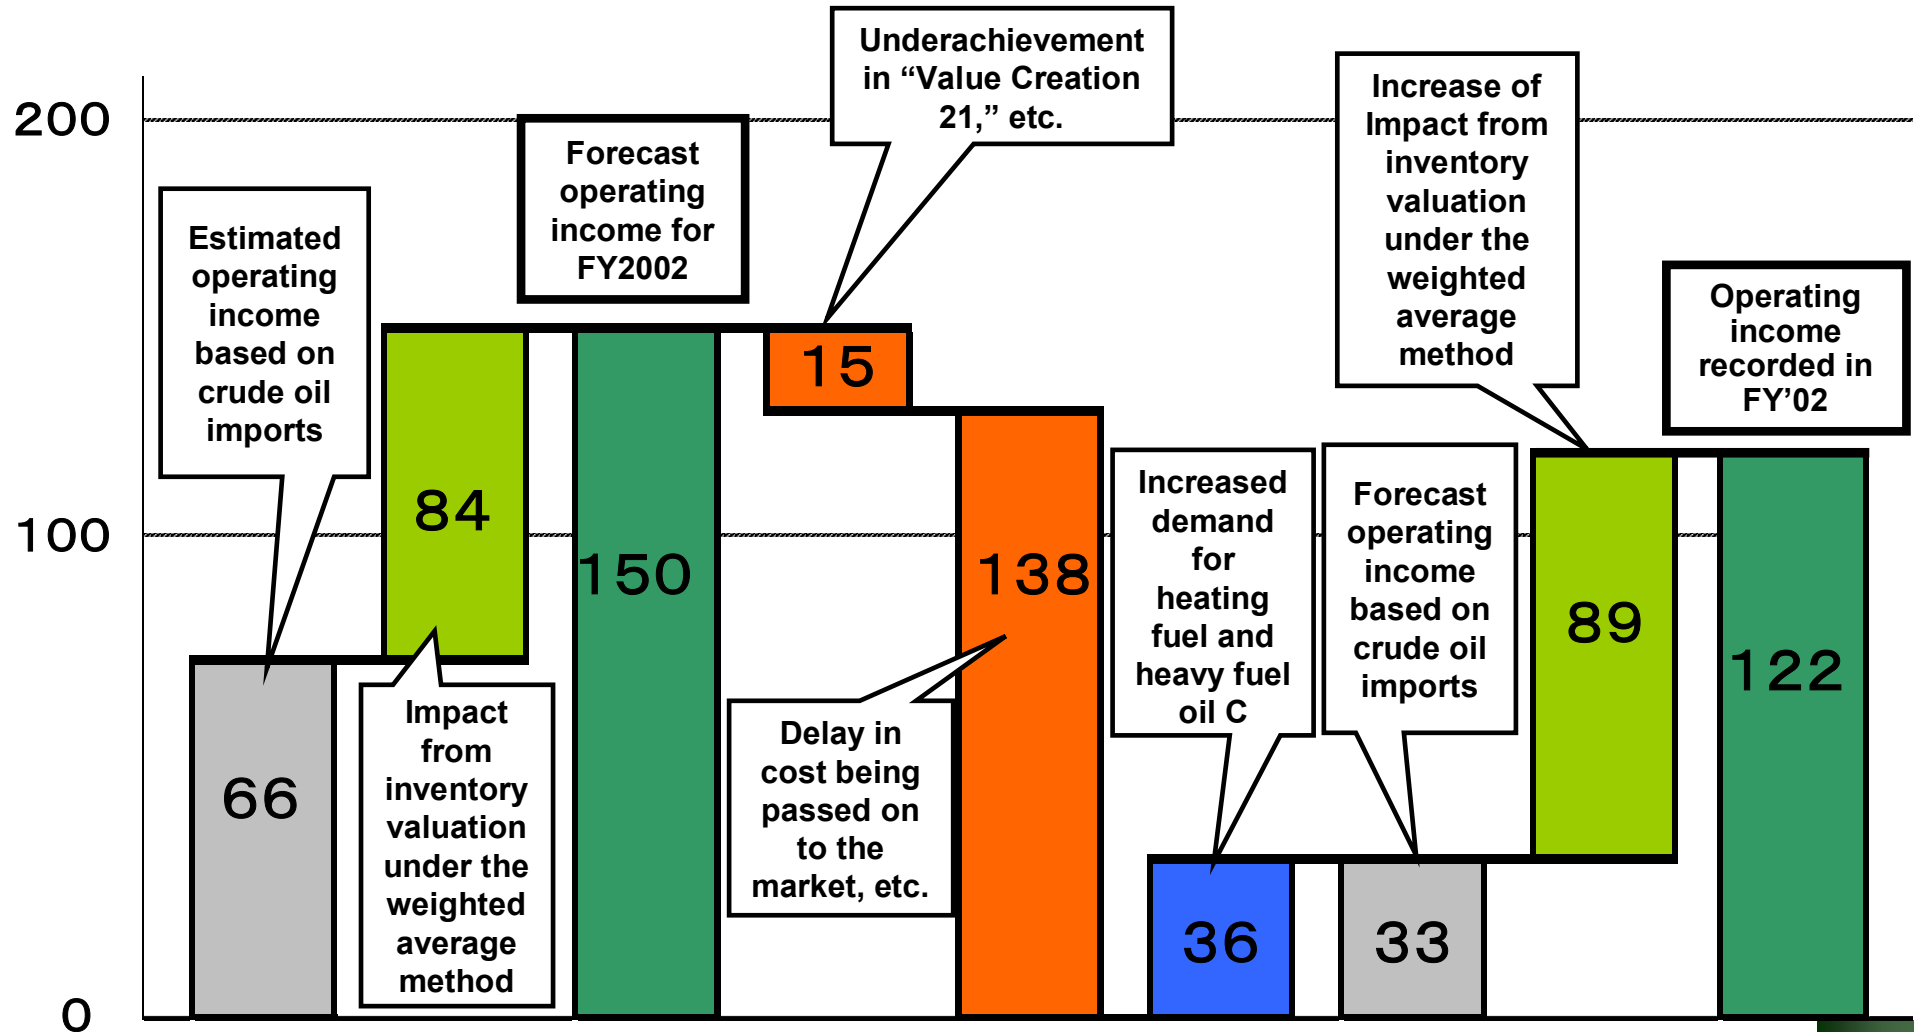 200
100
0
Estimated
operating
income
based on
crude oil
imports
66
84
Impact
from
inventory
valuation
under the
weighted
average
method
Forecast
operating
income for
FY2002
150
Underachievement
in “Value Creation
21,” etc.
15
138
Delay in
cost being
passed on
to the
market, etc.
Increased
demand
for
heating
fuel and
heavy fuel
oil C
36
Forecast
operating
income
based on
crude oil
imports
33
Increase of
Impact from
inventory
valuation
under the
weighted
average
method
89
Operating
income
recorded in
FY’02
122